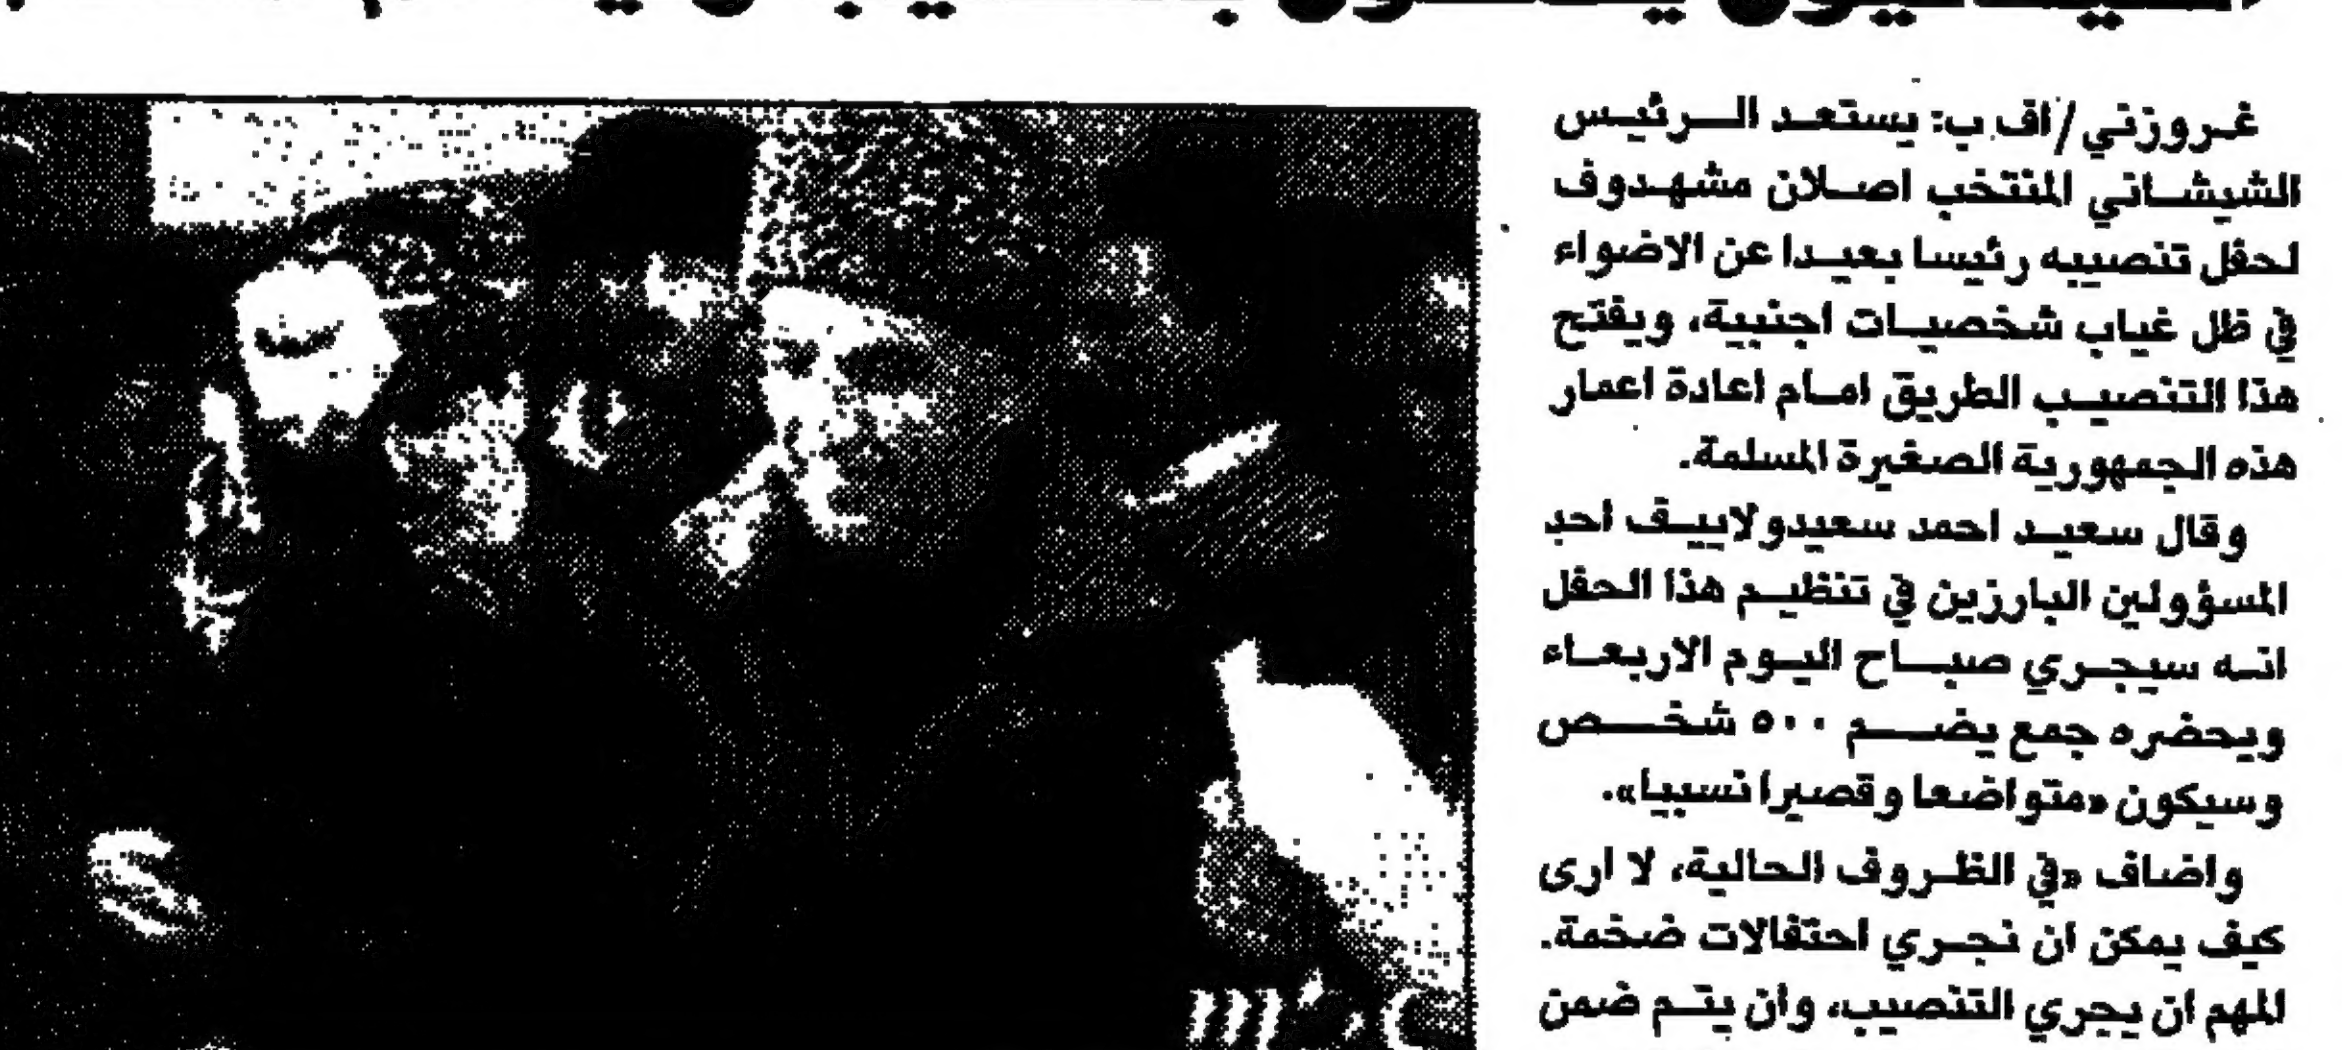 غروزني/اف ب: يستعد الرئيس
الشيشاني المنتخب اصلان مشهدوف
لحفل تنصيبه رئيسا بعيدا عن الاضواء
في ظل غياب شخصيات اجنبية، ويفتح
هذا التنصيب الطريق امام اعادة اعمار
هذه الجمهورية الصغيرة المسلمة.
وقال سعيد احمد سعيدولاييف احد
المسؤولين البارزين في تنظيم هذا الحفل
انه سيجري صباح اليوم الاربعاء
ويحضره جمع يضم ٥٠٠ شخص
وسيكون «متواضعا وقصيرا نسبيا».
واضاف «في الظروف الحالية، لا ارى
كيف يمكن ان نجري احتفالات ضخمة.
المهم ان يجري التنصيب، وان يتم ضمن